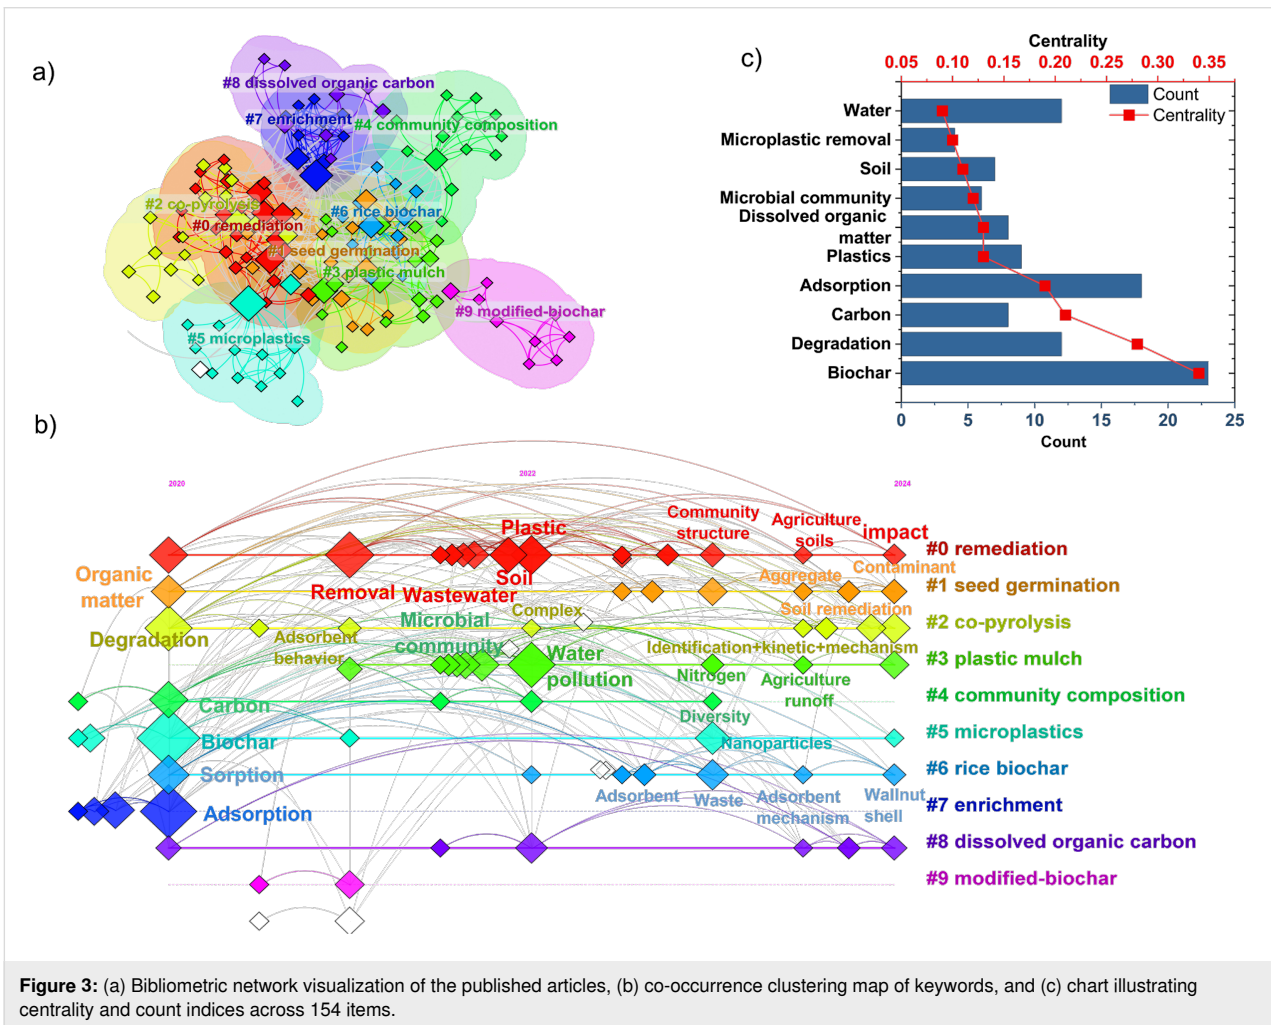 a)
#8 dissolved organic carbon
#7 enrichment
#4 community composition
#2 co-pyrolysis
#6 rice biochar
#0 remediation
#1 seed germination
#3 plastic mulch
#9 modified-biochar
#5 microplastics
c)
Centrality
0.05 0.10 0.15 0.20 0.25 0.30 0.35
Count
Centrality
Water
Microplastic removal
Soil
Microbial community
Dissolved organic
matter
Plastics
Adsorption
Carbon
Degradation
Biochar
0 5 10 15 20 25
Count
b)
2020
2022
2024
Plastic
Community
structure
Agriculture
soils
impact
#0 remediation
Organic
matter
Removal
Wastewater
Soil
Aggregate
Contaminant
#1 seed germination
Degradation
Adsorbent
behavior
Microbial
community
Complex
Soil remediation
#2 co-pyrolysis
Water
pollution
Identification+kinetic+mechanism
Nitrogen
Agriculture
runoff
#3 plastic mulch
Carbon
Diversity
#4 community composition
Biochar
Nanoparticles
#5 microplastics
Sorption
Adsorbent
Waste
Adsorbent
mechanism
Wallnut
shell
#6 rice biochar
Adsorption
#7 enrichment
#8 dissolved organic carbon
#9 modified-biochar
Figure 3: (a) Bibliometric network visualization of the published articles, (b) co-occurrence clustering map of keywords, and (c) chart illustrating
centrality and count indices across 154 items.